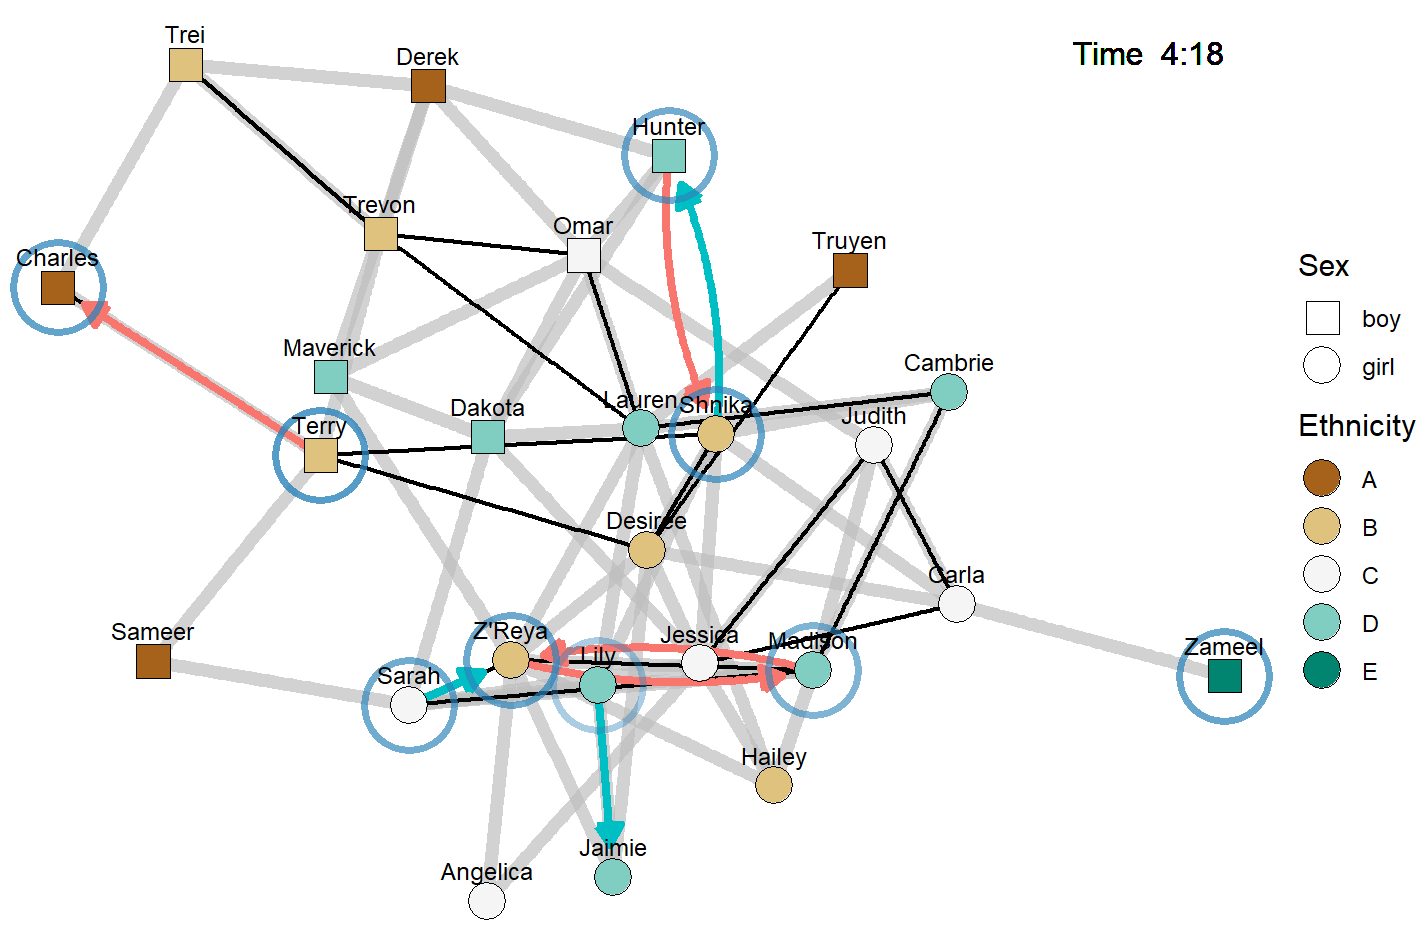 Trei
Derek
Time 4:18
Hunter
Trevon
Omar
Truyen
Charles
Sex
boy
girl
Maverick
Cambrie
Dakota
Lauren
Shnika
Judith
Terry
Ethnicity
A
B
C
D
E
Desiree
Carla
Sameer
Z'Reya
Jessica
Madison
Lily
Zameel
Sarah
Hailey
Jaimie
Angelica